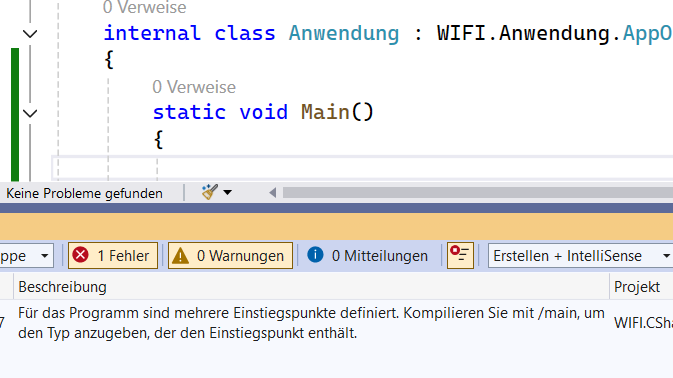 0 Verweise
internal class Anwendung : WIFI.Anwendung.AppO
{
0 Verweise
static void Main()
{
Keine Probleme gefunden
ppe 1 Fehler 0 Warnungen 0 Mitteilungen Erstellen + IntelliSense
Beschreibung Projekt
7 Für das Programm sind mehrere Einstiegspunkte definiert. Kompilieren Sie mit /main, um
den Typ anzugeben, der den Einstiegspunkt enthält. WIFI.CSha